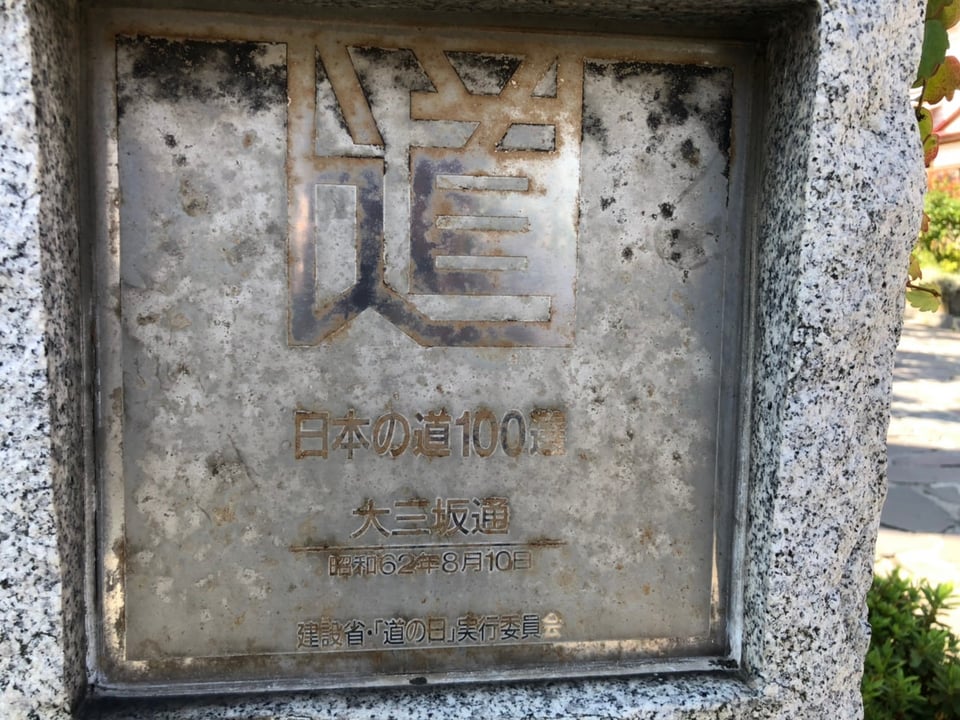 道
日本の道100選
大三坂通
昭和62年8月10日
建設省・「道の日」実行委員会